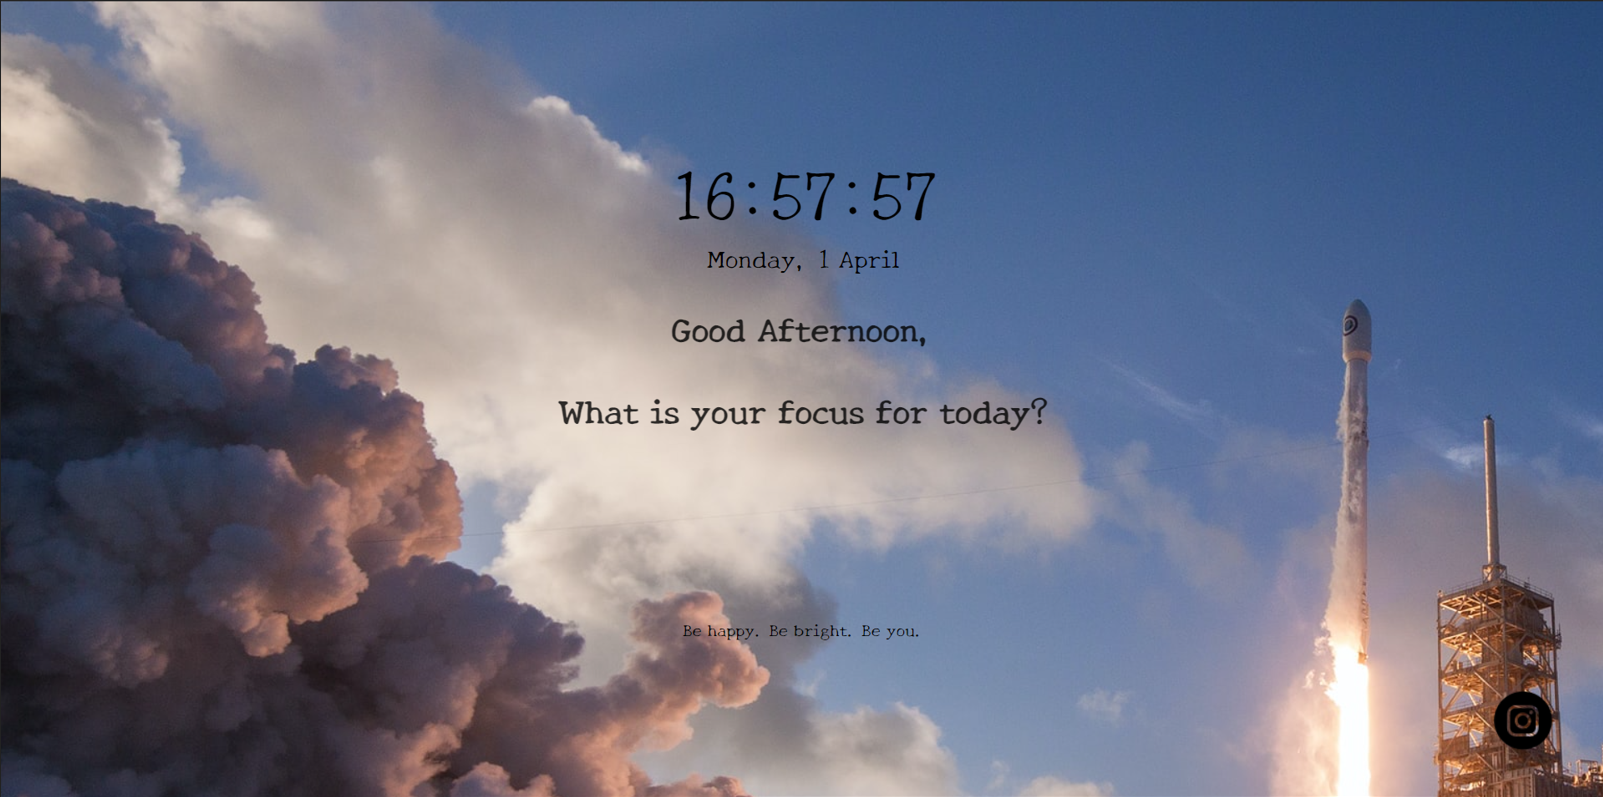 16:57:57
Monday, 1 April
Good Afternoon,
What is your focus for today?
Be happy. Be bright. Be you.